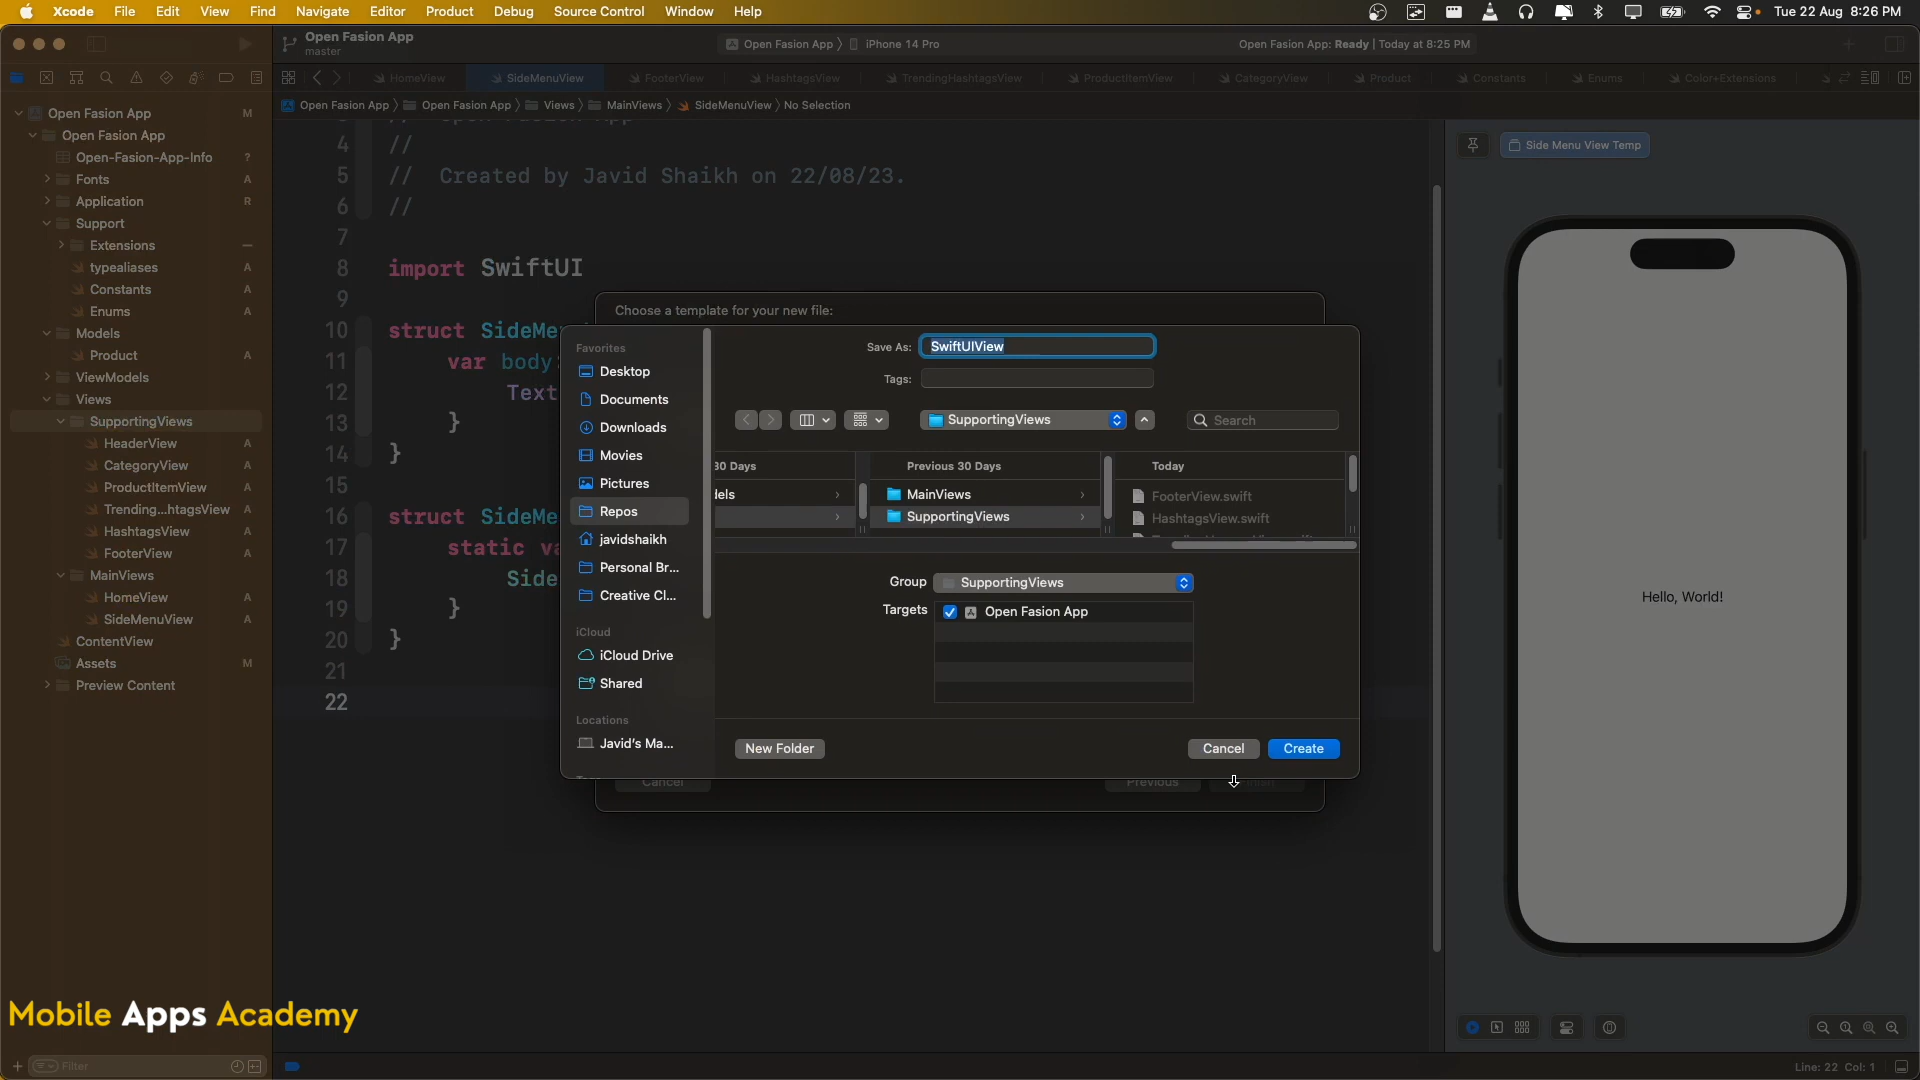 Xcode File Edit View Find Navigate Editor Product Debug Source Control Window Help
Tue 22 Aug 8:26 PM
Open Fasion App
master
Open Fasion App
iPhone 14 Pro
Open Fasion App: Ready | Today at 8:25 PM
HomeView
SideMenuView
FooterView
HashtagsView
TrendingHashtagsView
ProductItemView
CategoryView
Product
Constants
Enums
Color+Extensions
Open Fasion App
Open Fasion App
Views
MainViews
SideMenuView
No Selection
Open Fasion App M
Open Fasion App
Open-Fasion-App-Info ?
Fonts A
Application R
Support
Extensions
typealiases A
Constants A
Enums A
Models
Product A
ViewModels
Views
SupportingViews
HeaderView A
CategoryView A
ProductItemView A
Trending...htagsView A
HashtagsView A
FooterView A
MainViews
HomeView A
SideMenuView A
ContentView
Assets M
Preview Content
Filter
3 // Open Fasion App
4 //
5 // Created by Javid Shaikh on 22/08/23.
6 //
7
8 import SwiftUI
9
10 struct SideMe
11 var body
12 Text
13 }
14 }
15
16 struct SideMe
17 static va
18 Side
19 }
20 }
21
22
Choose a template for your new file:
Favorites
Desktop
Documents
Downloads
Movies
Pictures
Repos
javidshaikh
Personal Br...
Creative Cl...
iCloud
iCloud Drive
Shared
Locations
Javid's Ma...
Save As: SwiftUIView
Tags:
SupportingViews
Search
30 Days
Previous 30 Days
Today
dels
MainViews
FooterView.swift
SupportingViews
HashtagsView.swift
Group SupportingViews
Targets Open Fasion App
New Folder
Cancel
Create
Cancel
Previous
Side Menu View Temp
Hello, World!
Mobile Apps Academy
Line: 22 Col: 1